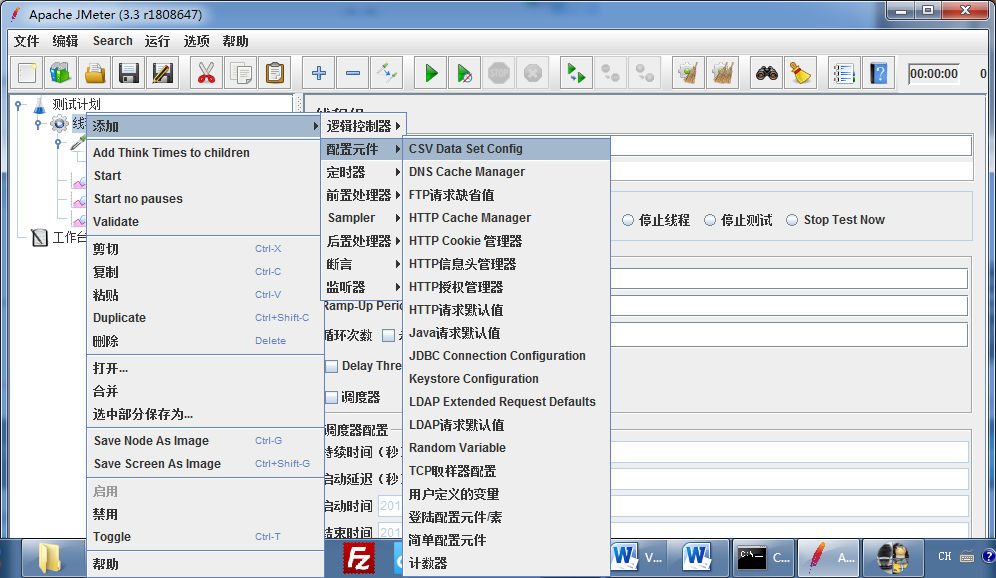 Apache JMeter (3.3 r1808647)
文件 编辑 Search 运行 选项 帮助
STOP
00:00:00 0
测试计划
添加
Add Think Times to children
Start
Start no pauses
Validate
剪切 Ctrl-X
复制 Ctrl-C
粘贴 Ctrl-V
Duplicate Ctrl+Shift-C
删除 Delete
打开...
合并
选中部分保存为...
Save Node As Image Ctrl-G
Save Screen As Image Ctrl+Shift-G
启用
禁用
Toggle Ctrl-T
帮助
工作台
逻辑控制器
配置元件
定时器
前置处理器
Sampler
后置处理器
断言
监听器
CSV Data Set Config
DNS Cache Manager
FTP请求缺省值
HTTP Cache Manager
HTTP Cookie 管理器
HTTP信息头管理器
HTTP授权管理器
HTTP请求默认值
Java请求默认值
JDBC Connection Configuration
Keystore Configuration
LDAP Extended Request Defaults
LDAP请求默认值
Random Variable
TCP取样器配置
用户定义的变量
登陆配置元件/素
简单配置元件
计数器
停止线程 停止测试 Stop Test Now
Ramp-Up Perio
循环次数
Delay Thre
调度器
调度器配置
持续时间（秒
启动延迟（秒
启动时间 201
结束时间 201
Fz
W V...
W
C:\ C...
A...
CH